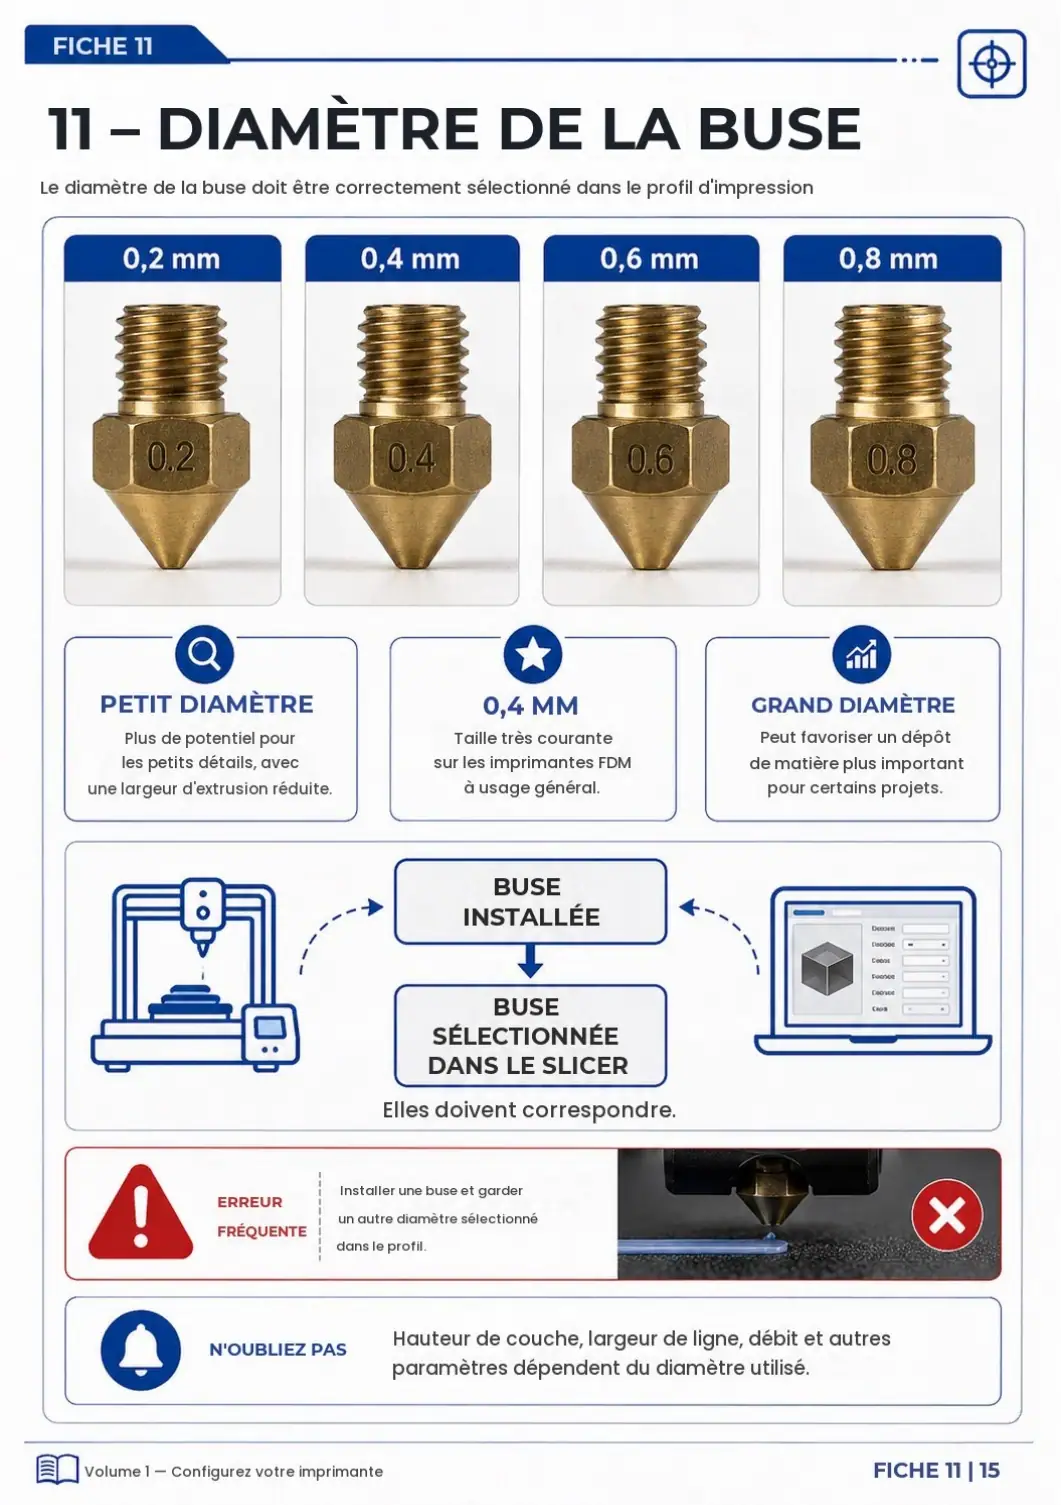 FICHE 11
11 – DIAMÈTRE DE LA BUSE
Le diamètre de la buse doit être correctement sélectionné dans le profil d'impression
0,2 mm
0,4 mm
0,6 mm
0,8 mm
0.2
0.4
0.6
0.8
PETIT DIAMÈTRE
Plus de potentiel pour
les petits détails, avec
une largeur d'extrusion réduite.
0,4 MM
Taille très courante
sur les imprimantes FDM
à usage général.
GRAND DIAMÈTRE
Peut favoriser un dépôt
de matière plus important
pour certains projets.
BUSE
INSTALLÉE
BUSE
SÉLECTIONNÉE
DANS LE SLICER
Elles doivent correspondre.
ERREUR
FRÉQUENTE
Installer une buse et garder
un autre diamètre sélectionné
dans le profil.
N'OUBLIEZ PAS
Hauteur de couche, largeur de ligne, débit et autres
paramètres dépendent du diamètre utilisé.
Volume 1 — Configurez votre imprimante
FICHE 11 | 15